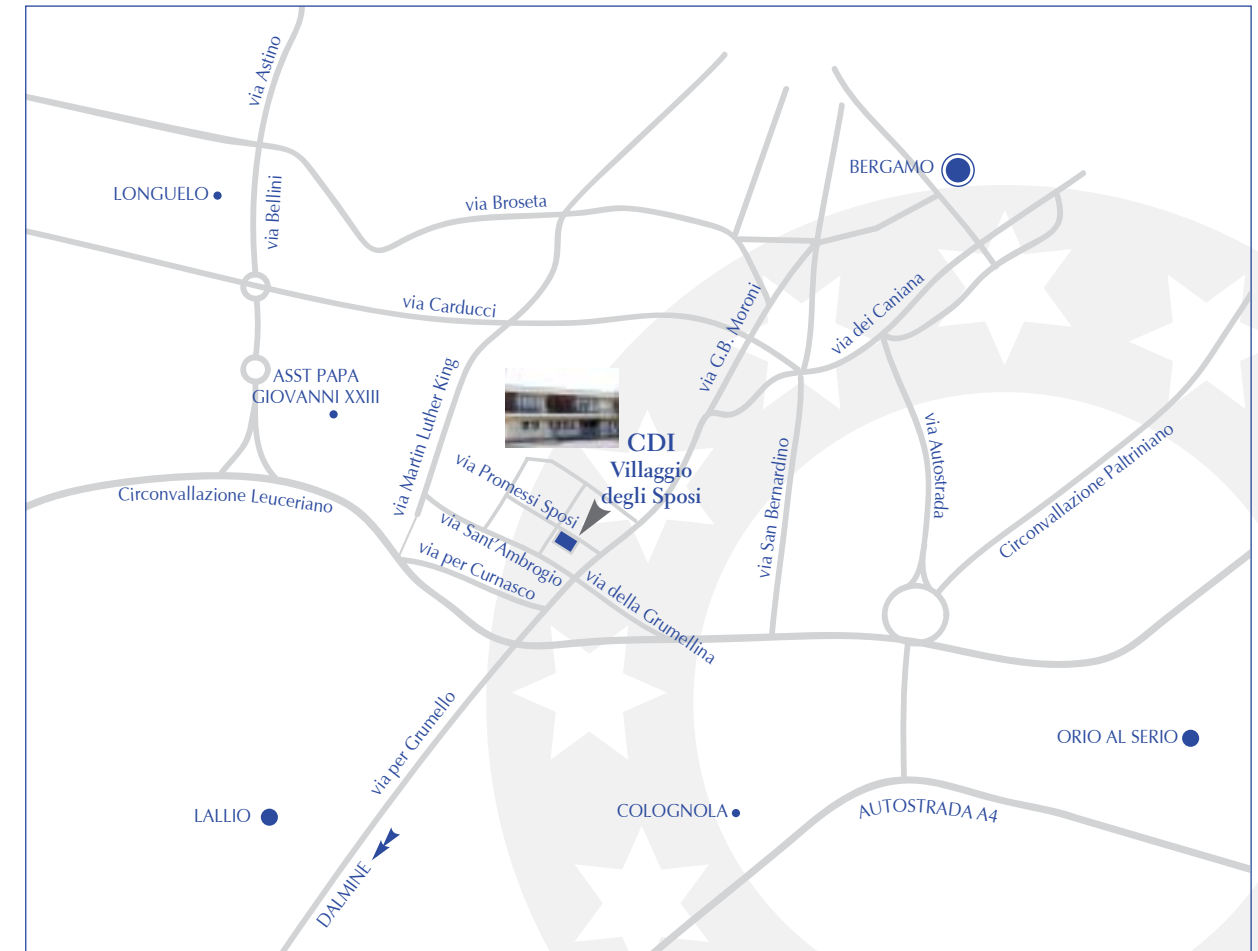 via Astino
BERGAMO
LONGUELO
via Bellini
via Broseta
via Carducci
via G.B. Moroni
via dei Caniana
ASST PAPA
GIOVANNI XXIII
via Martin Luther King
CDI
Villaggio
degli Sposi
via Promessi Sposi
via San Bernardino
via Autostrada
Circonvallazione Paltriniano
Circonvallazione Leuceriano
via Sant'Ambrogio
via per Curnasco
via della Grumellina
via per Grumello
ORIO AL SERIO
LALLIO
COLOGNOLA
AUTOSTRADA A4
DALMINE